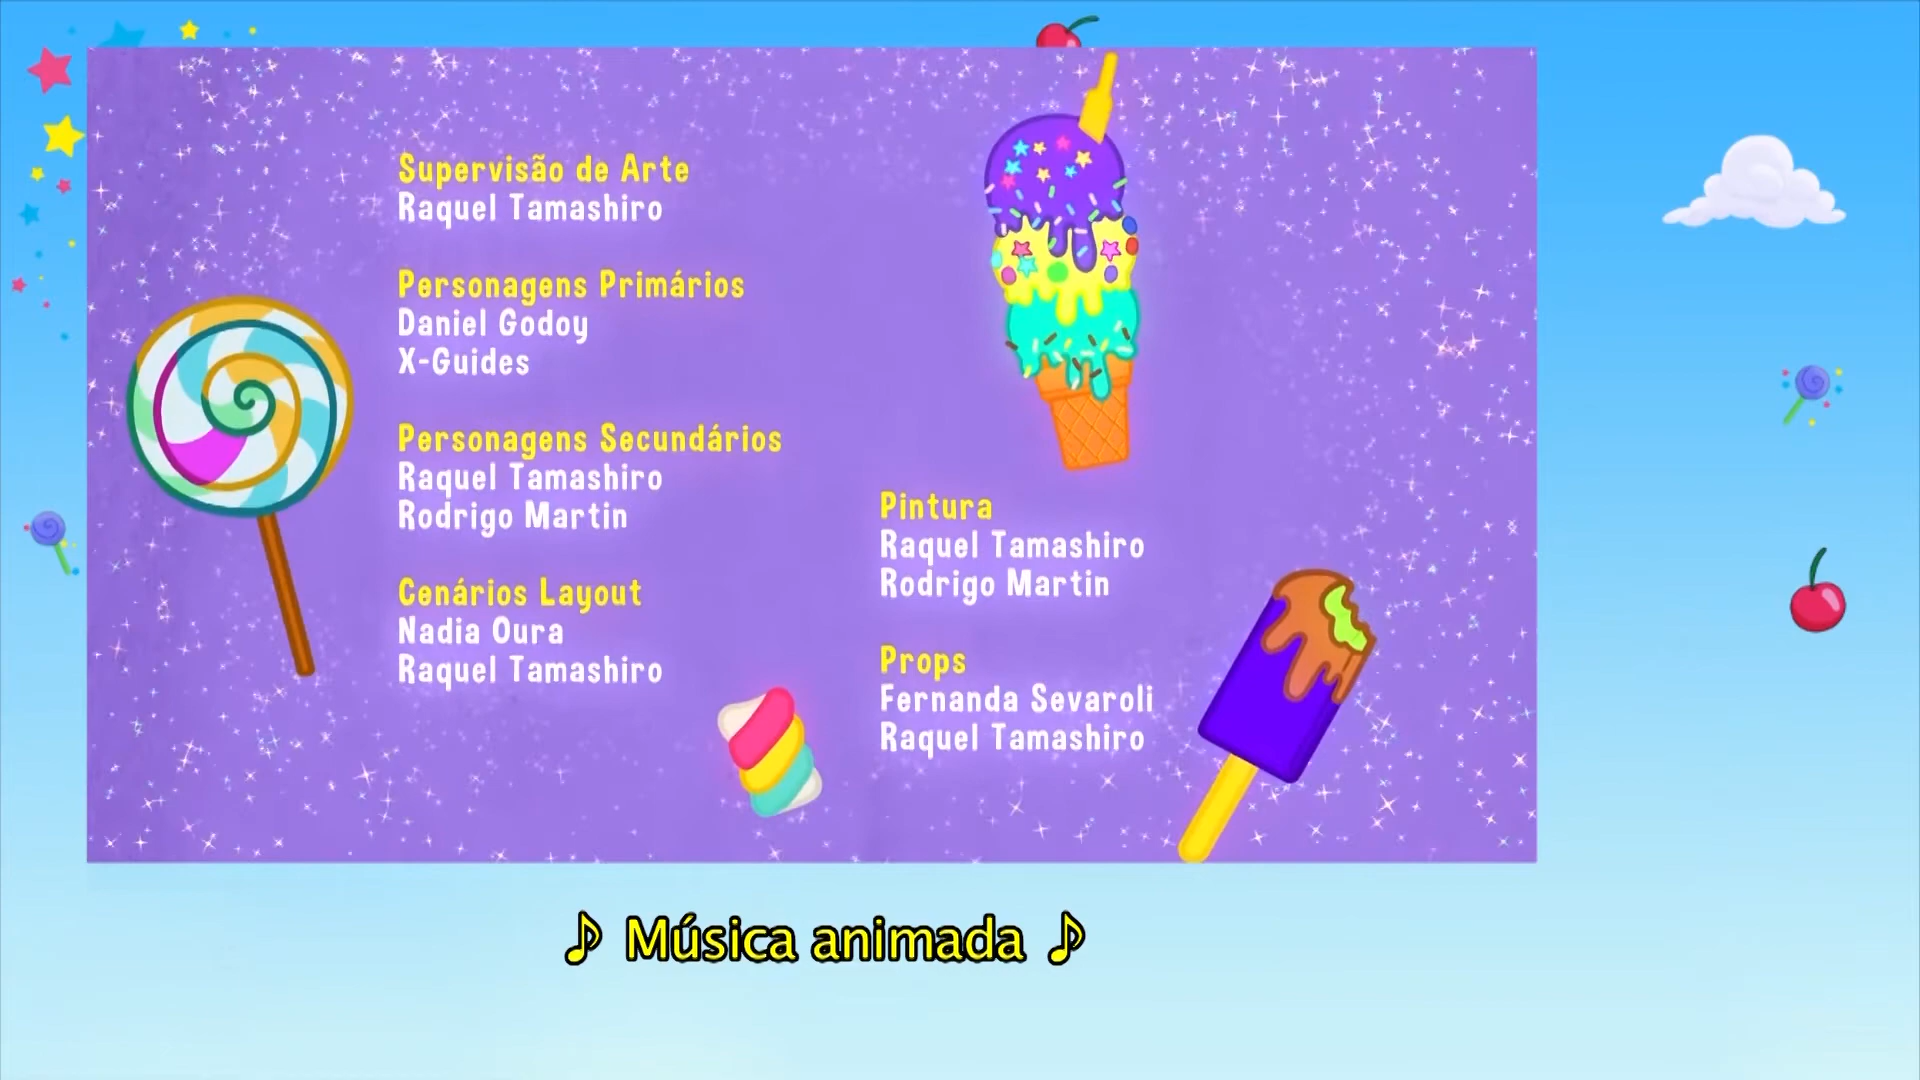 Supervisão de Arte
Raquel Tamashiro
Personagens Primários
Daniel Godoy
X-Guides
Personagens Secundários
Raquel Tamashiro
Rodrigo Martin
Cenários Layout
Nadia Oura
Raquel Tamashiro
Pintura
Raquel Tamashiro
Rodrigo Martin
Props
Fernanda Sevaroli
Raquel Tamashiro
♪ Música animada ♪